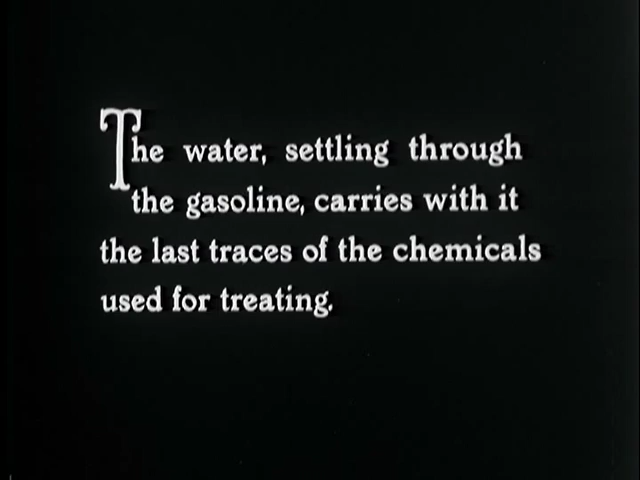 The water, settling through
the gasoline, carries with it
the last traces of the chemicals
used for treating.